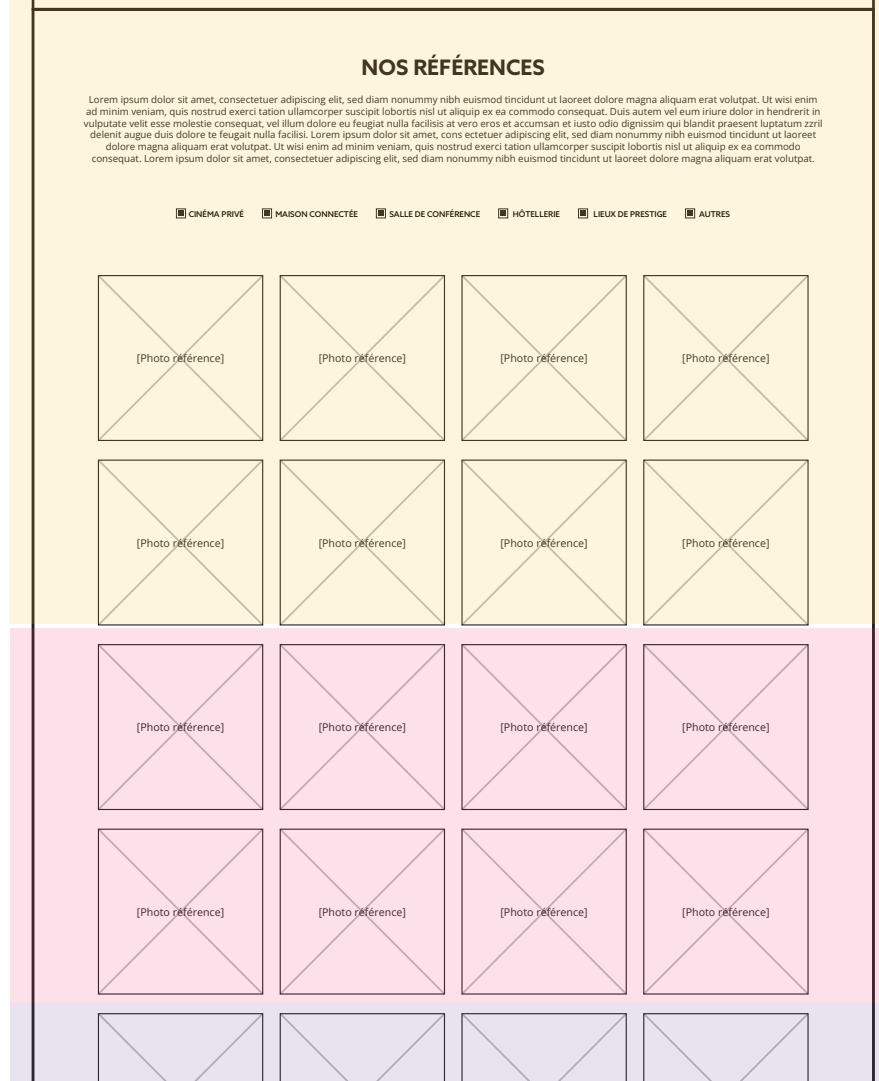 NOS RÉFÉRENCES
Lorem ipsum dolor sit amet, consectetuer adipiscing elit, sed diam nonummy nibh euismod tincidunt ut laoreet dolore magna aliquam erat volutpat. Ut wisi enim
ad minim veniam, quis nostrud exerci tation ullamcorper suscipit lobortis nisl ut aliquip ex ea commodo consequat. Duis autem vel eum iriure dolor in hendrerit in
vulputate velit esse molestie consequat, vel illum dolore eu feugiat nulla facilisis at vero eros et accumsan et iusto odio dignissim qui blandit praesent luptatum zzril
delenit augue duis dolore te feugait nulla facilisi. Lorem ipsum dolor sit amet, cons ectetuer adipiscing elit, sed diam nonummy nibh euismod tincidunt ut laoreet
dolore magna aliquam erat volutpat. Ut wisi enim ad minim veniam, quis nostrud exerci tation ullamcorper suscipit lobortis nisl ut aliquip ex ea commodo
consequat. Lorem ipsum dolor sit amet, consectetuer adipiscing elit, sed diam nonummy nibh euismod tincidunt ut laoreet dolore magna aliquam erat volutpat.
CINÉMA PRIVÉ MAISON CONNECTÉE SALLE DE CONFÉRENCE HÔTELLERIE LIEUX DE PRESTIGE AUTRES
[Photo référence] [Photo référence] [Photo référence] [Photo référence]
[Photo référence] [Photo référence] [Photo référence] [Photo référence]
[Photo référence] [Photo référence] [Photo référence] [Photo référence]
[Photo référence] [Photo référence] [Photo référence] [Photo référence]